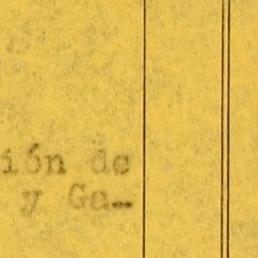 ión de
y Ga-